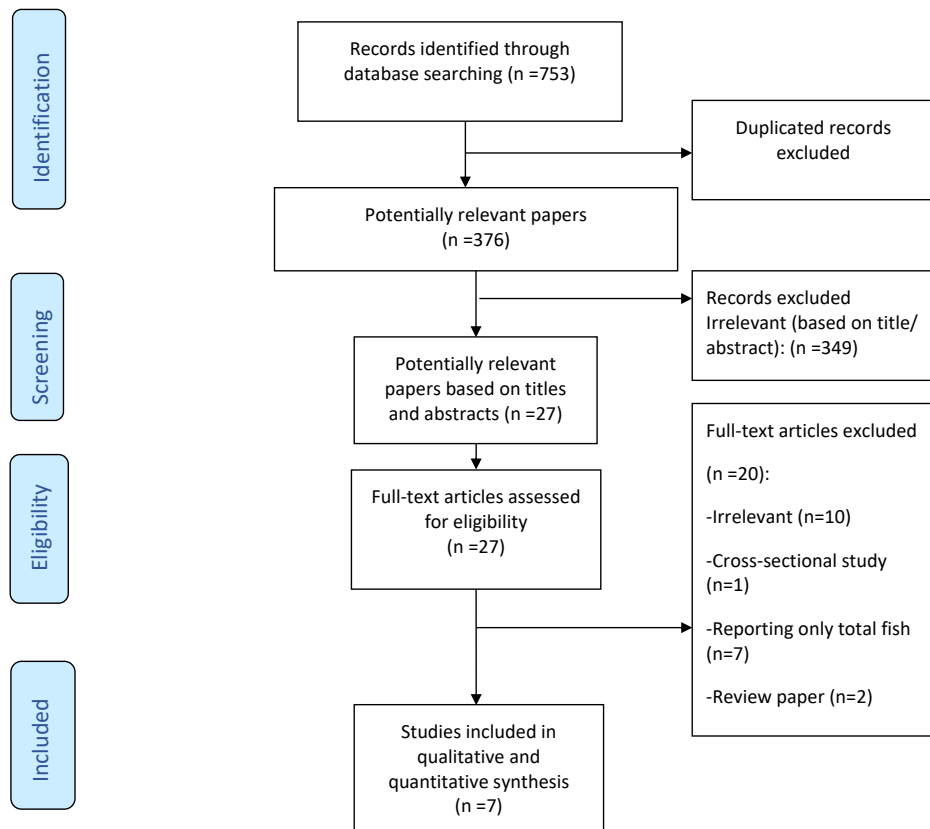 Identification
Records identified through
database searching (n =753)
Duplicated records
excluded
Potentially relevant papers
(n =376)
Screening
Records excluded
Irrelevant (based on title/
abstract): (n =349)
Potentially relevant
papers based on titles
and abstracts (n =27)
Eligibility
Full-text articles assessed
for eligibility
(n =27)
Full-text articles excluded
(n =20):
-Irrelevant (n=10)
-Cross-sectional study
(n=1)
-Reporting only total fish
(n=7)
-Review paper (n=2)
Included
Studies included in
qualitative and
quantitative synthesis
(n =7)